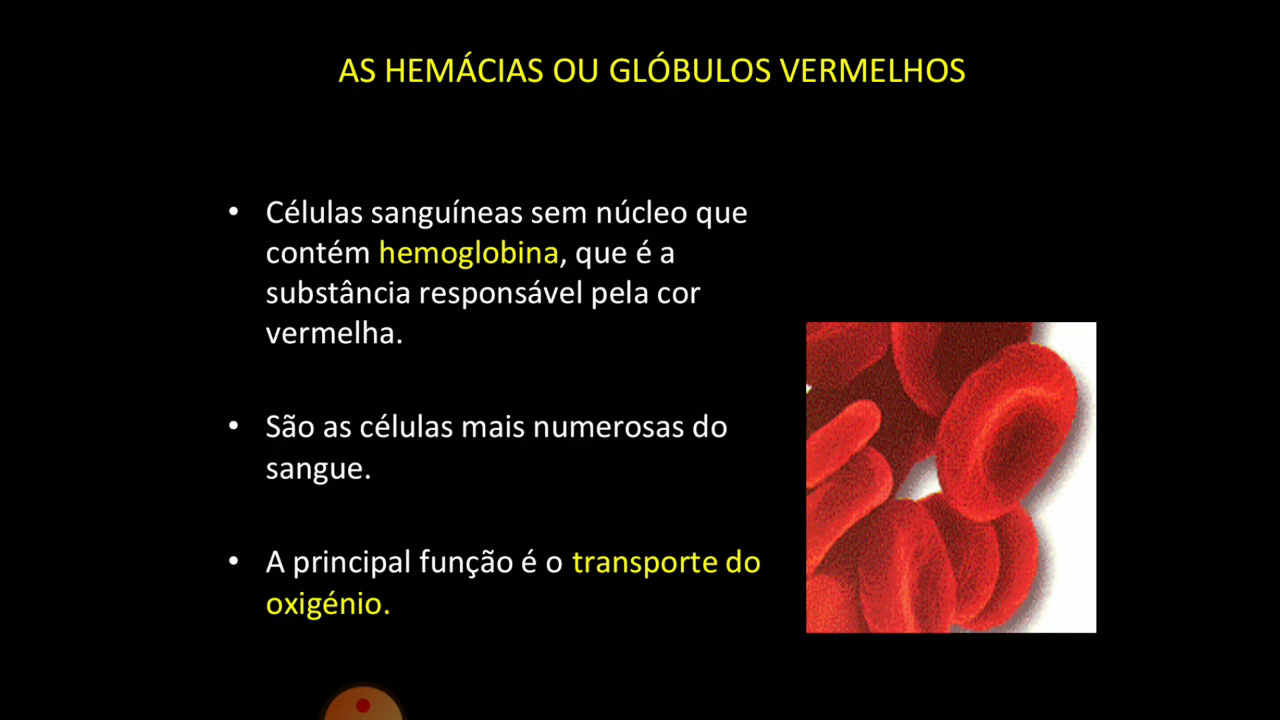 AS HEMÁCIAS OU GLÓBULOS VERMELHOS
• Células sanguíneas sem núcleo que
contém hemoglobina, que é a
substância responsável pela cor
vermelha.
• São as células mais numerosas do
sangue.
• A principal função é o transporte do
oxigénio.